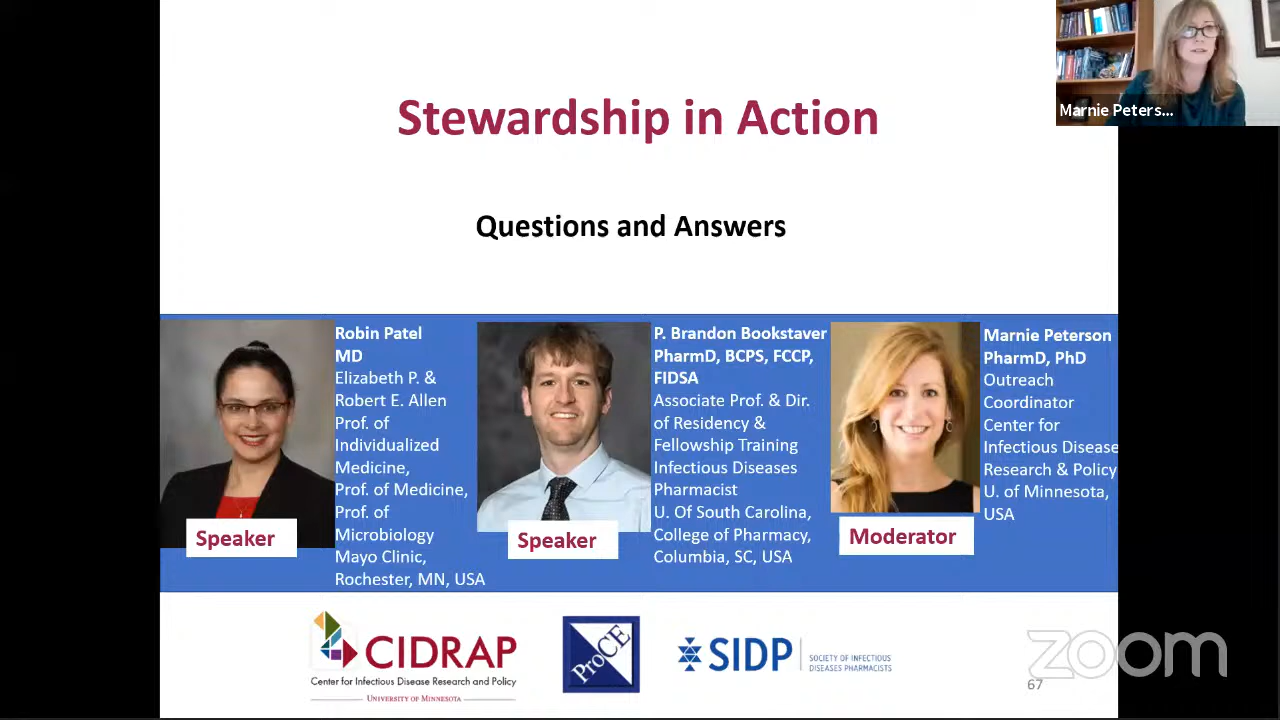 Marnie Peters...
Stewardship in Action
Questions and Answers
Robin Patel
MD
Elizabeth P. &
Robert E. Allen
Prof. of
Individualized
Medicine,
Prof. of Medicine,
Prof. of
Microbiology
Mayo Clinic,
Rochester, MN, USA
Speaker
P. Brandon Bookstaver
PharmD, BCPS, FCCP,
FIDSA
Associate Prof. & Dir.
of Residency &
Fellowship Training
Infectious Diseases
Pharmacist
U. Of South Carolina,
College of Pharmacy,
Columbia, SC, USA
Speaker
Marnie Peterson
PharmD, PhD
Outreach
Coordinator
Center for
Infectious Disease
Research & Policy
U. of Minnesota,
USA
Moderator
CIDRAP
Center for Infectious Disease Research and Policy
UNIVERSITY OF MINNESOTA
ProCE
SIDP
SOCIETY OF INFECTIOUS
DISEASES PHARMACISTS
zoom
67